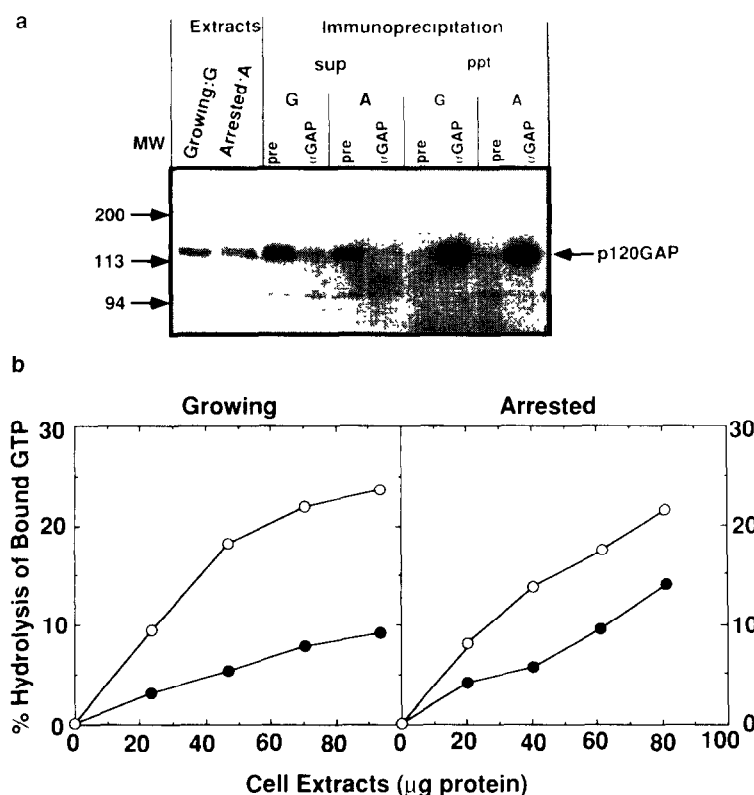 a
Extracts Immunoprecipitation
sup ppt
Growing:G Arrested:A G A G A
MW pre αGAP pre αGAP pre αGAP pre αGAP
200
113 p120GAP
94
b
Growing Arrested
% Hydrolysis of Bound GTP
30 30
20 20
10 10
0 0
0 20 40 60 80 0 20 40 60 80 100
Cell Extracts (μg protein)